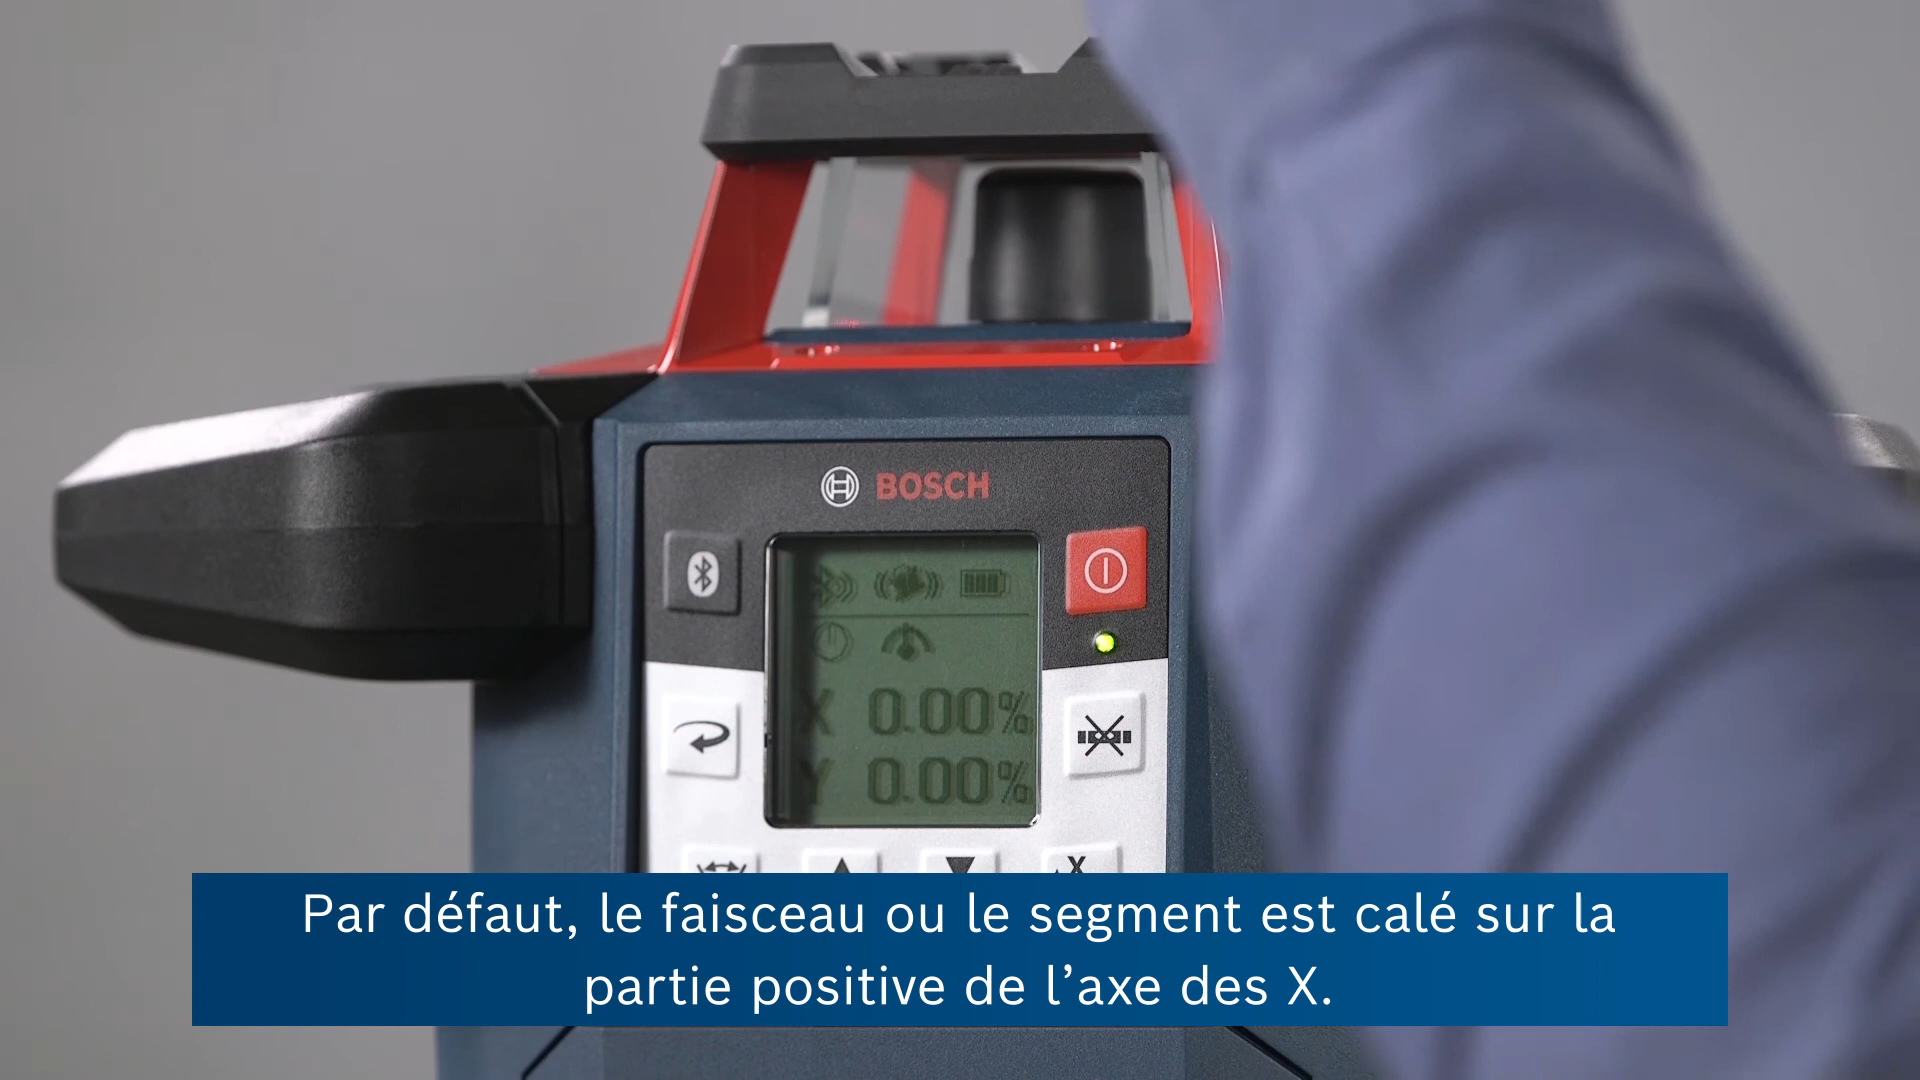 BOSCH
X 0.00%
Y 0.00%
X
Par défaut, le faisceau ou le segment est calé sur la
partie positive de l’axe des X.